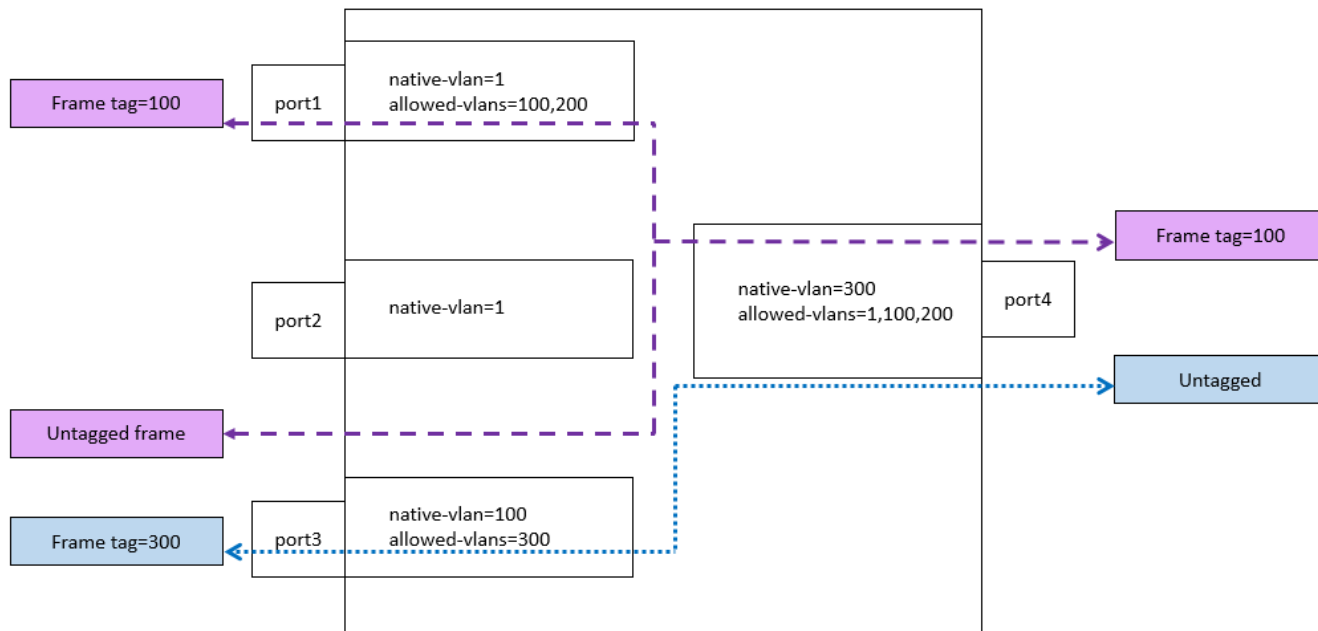 Frame tag=100
port1
native-vlan=1
allowed-vlans=100,200
Frame tag=100
port2
native-vlan=1
native-vlan=300
allowed-vlans=1,100,200
port4
Untagged
Untagged frame
Frame tag=300
port3
native-vlan=100
allowed-vlans=300